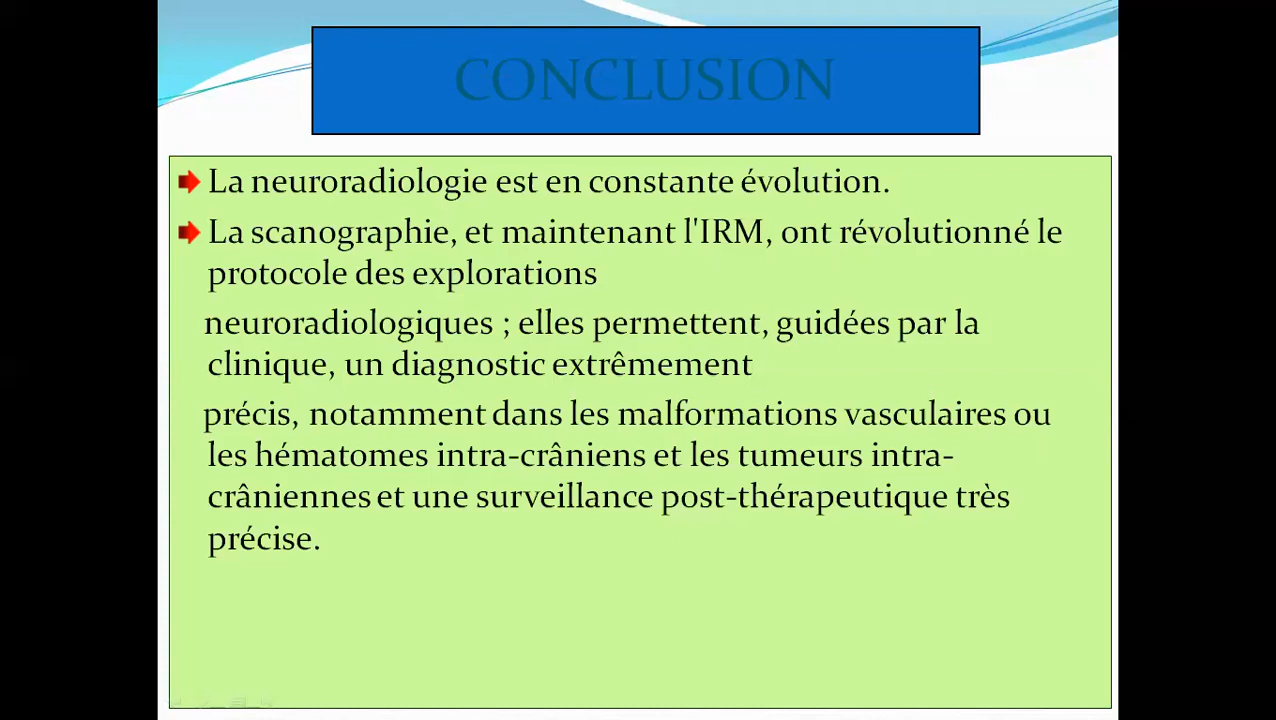 CONCLUSION
La neuroradiologie est en constante évolution.
La scanographie, et maintenant l'IRM, ont révolutionné le
protocole des explorations
neuroradiologiques ; elles permettent, guidées par la
clinique, un diagnostic extrêmement
précis, notamment dans les malformations vasculaires ou
les hématomes intra-crâniens et les tumeurs intra-
crâniennes et une surveillance post-thérapeutique très
précise.